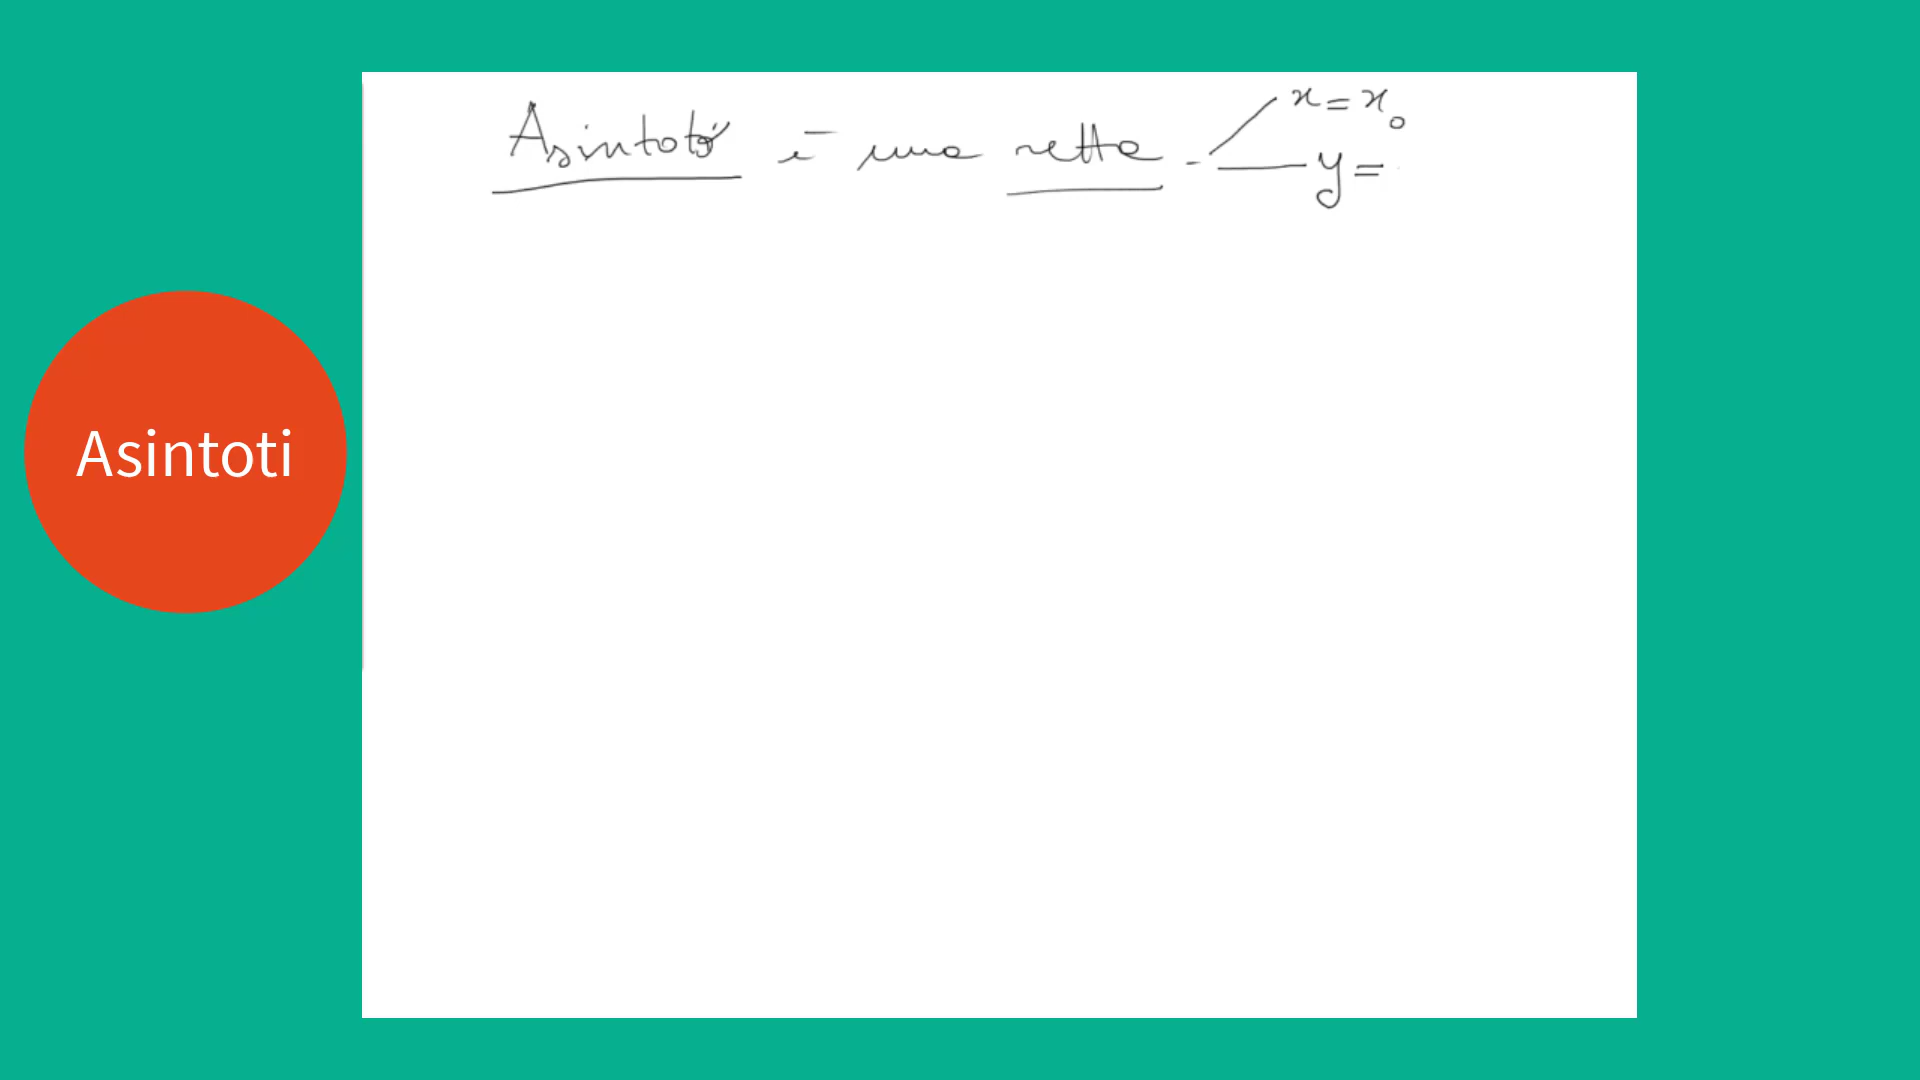 Asintoto è una retta - x = x₀
y =
Asintoti